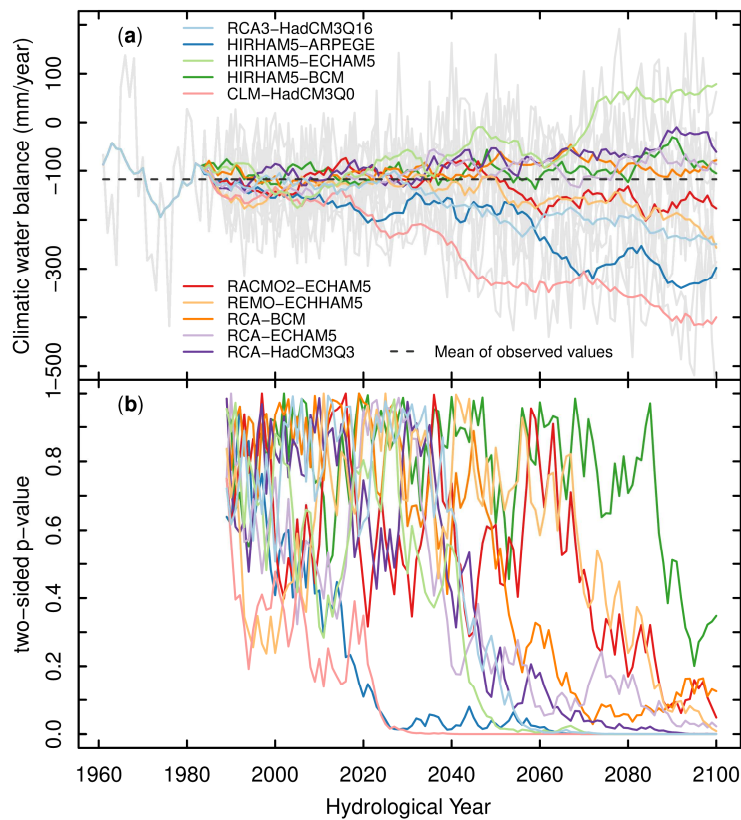 (a)
RCA3−HadCM3Q16
HIRHAM5−ARPEGE
HIRHAM5−ECHAM5
HIRHAM5−BCM
CLM−HadCM3Q0
RACMO2−ECHAM5
REMO−ECHHAM5
RCA−BCM
RCA−ECHAM5
RCA−HadCM3Q3
Mean of observed values
Climatic water balance (mm/year)
100
0
−100
−300
−500
(b)
two−sided p−value
1
0.8
0.6
0.4
0.2
0.0
1960 1980 2000 2020 2040 2060 2080 2100
Hydrological Year